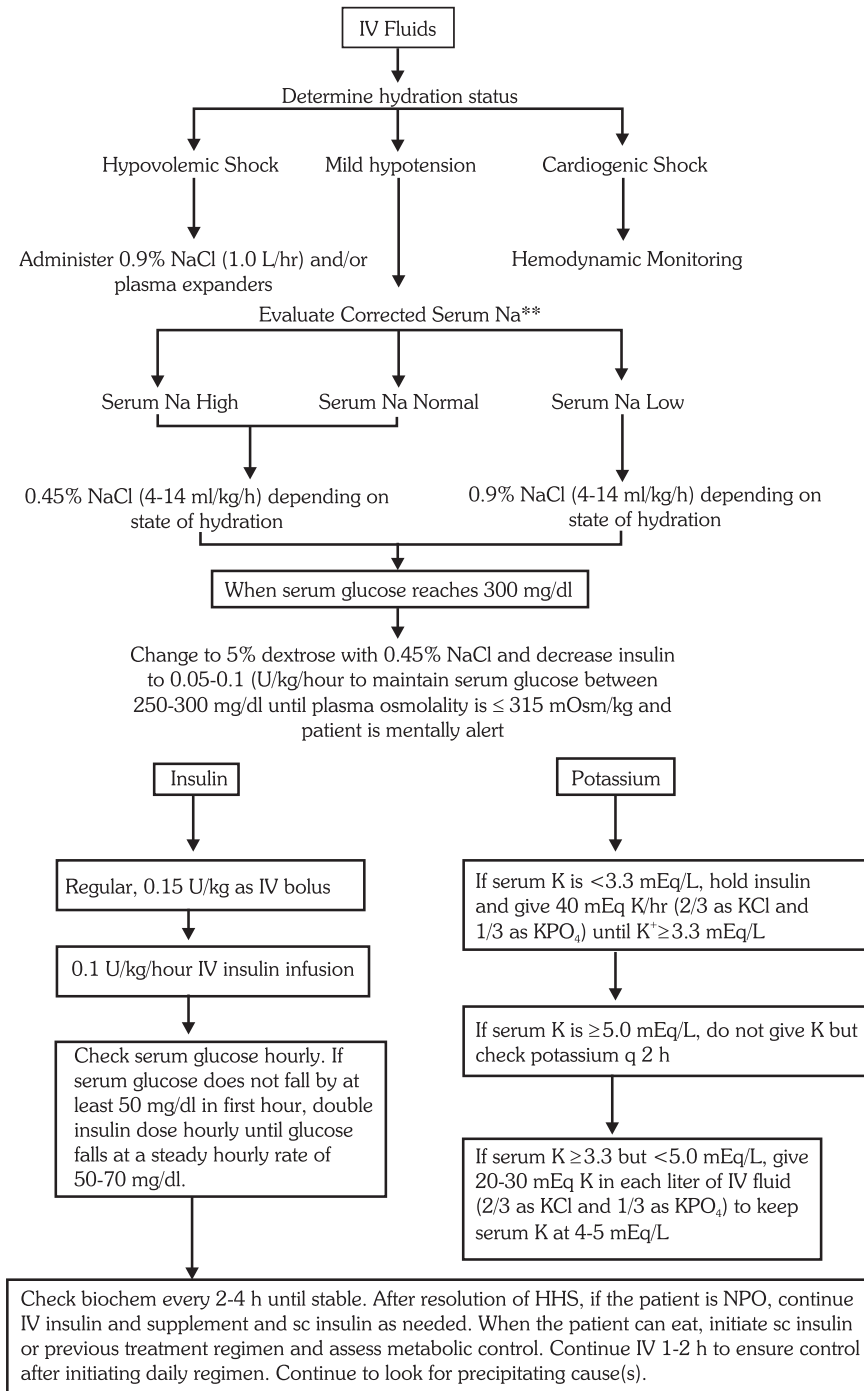 IV Fluids
Determine hydration status
Hypovolemic Shock
Mild hypotension
Cardiogenic Shock
Administer 0.9% NaCl (1.0 L/hr) and/or
plasma expanders
Hemodynamic Monitoring
Evaluate Corrected Serum Na**
Serum Na High
Serum Na Normal
Serum Na Low
0.45% NaCl (4-14 ml/kg/h) depending on
state of hydration
0.9% NaCl (4-14 ml/kg/h) depending on
state of hydration
When serum glucose reaches 300 mg/dl
Change to 5% dextrose with 0.45% NaCl and decrease insulin
to 0.05-0.1 (U/kg/hour to maintain serum glucose between
250-300 mg/dl until plasma osmolality is ≤ 315 mOsm/kg and
patient is mentally alert
Insulin
Regular, 0.15 U/kg as IV bolus
0.1 U/kg/hour IV insulin infusion
Check serum glucose hourly. If
serum glucose does not fall by at
least 50 mg/dl in first hour, double
insulin dose hourly until glucose
falls at a steady hourly rate of
50-70 mg/dl.
Potassium
If serum K is <3.3 mEq/L, hold insulin
and give 40 mEq K/hr (2/3 as KCl and
1/3 as KPO₄) until K⁺≥3.3 mEq/L
If serum K is ≥5.0 mEq/L, do not give K but
check potassium q 2 h
If serum K ≥3.3 but <5.0 mEq/L, give
20-30 mEq K in each liter of IV fluid
(2/3 as KCl and 1/3 as KPO₄) to keep
serum K at 4-5 mEq/L
Check biochem every 2-4 h until stable. After resolution of HHS, if the patient is NPO, continue
IV insulin and supplement and sc insulin as needed. When the patient can eat, initiate sc insulin
or previous treatment regimen and assess metabolic control. Continue IV 1-2 h to ensure control
after initiating daily regimen. Continue to look for precipitating cause(s).